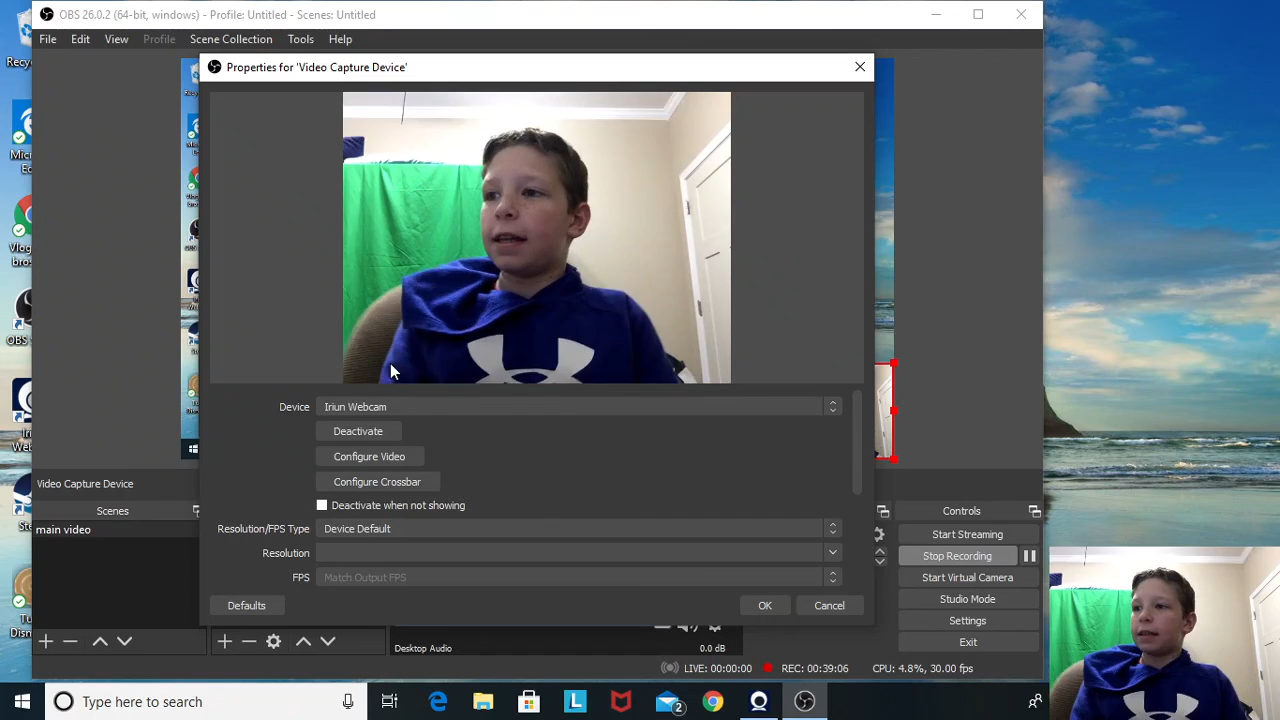 OBS 26.0.2 (64-bit, windows) - Profile: Untitled - Scenes: Untitled
File Edit View Profile Scene Collection Tools Help
Properties for 'Video Capture Device'
Device Iriun Webcam
Deactivate
Configure Video
Configure Crossbar
Deactivate when not showing
Resolution/FPS Type Device Default
Resolution
FPS Match Output FPS
Defaults OK Cancel
Video Capture Device
Scenes
main video
Controls
Start Streaming
Stop Recording
Start Virtual Camera
Studio Mode
Settings
Exit
Desktop Audio 0.0 dB
LIVE: 00:00:00 REC: 00:39:06 CPU: 4.8%, 30.00 fps
Type here to search
2